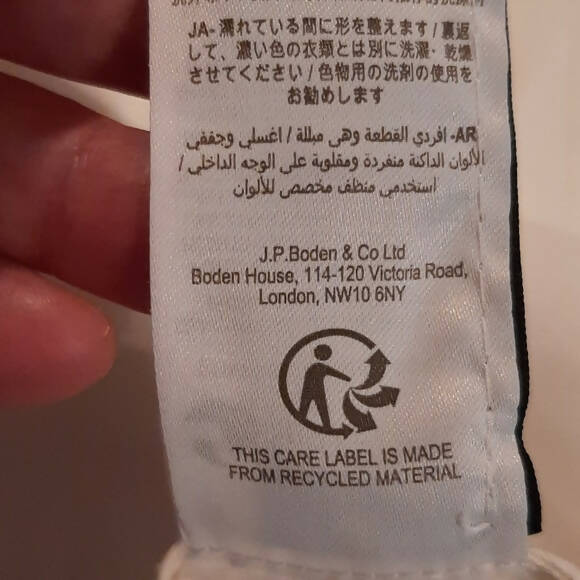 JA- 濡れている間に形を整えます / 裏返
して、濃い色の衣類とは別に洗濯・乾燥
させてください / 色物用の洗剤の使用を
お勧めします
AR- افردي القطعة وهى مبللة / اغسلي وجففي
الألوان الداكنة منفردة ومقلوبة على الوجه الداخلي /
استخدمي منظف مخصص للألوان
J.P.Boden & Co Ltd
Boden House, 114-120 Victoria Road,
London, NW10 6NY
THIS CARE LABEL IS MADE
FROM RECYCLED MATERIAL